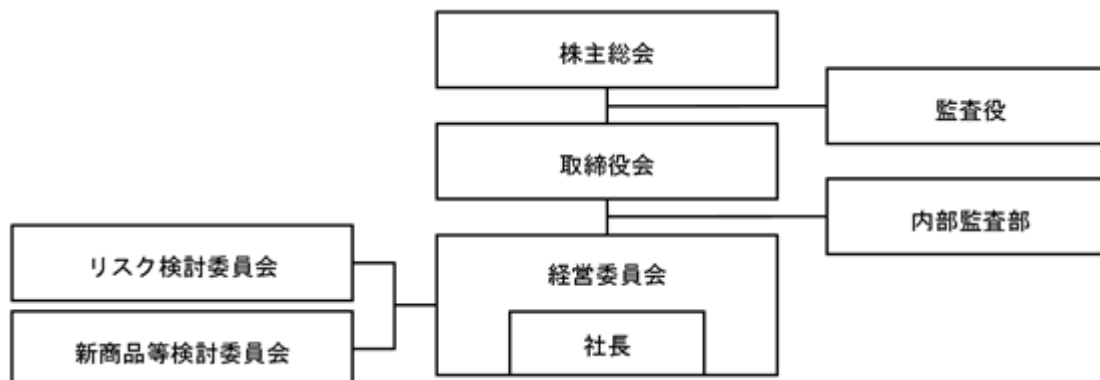 株主総会
監査役
取締役会
内部監査部
リスク検討委員会
経営委員会
新商品等検討委員会
社長